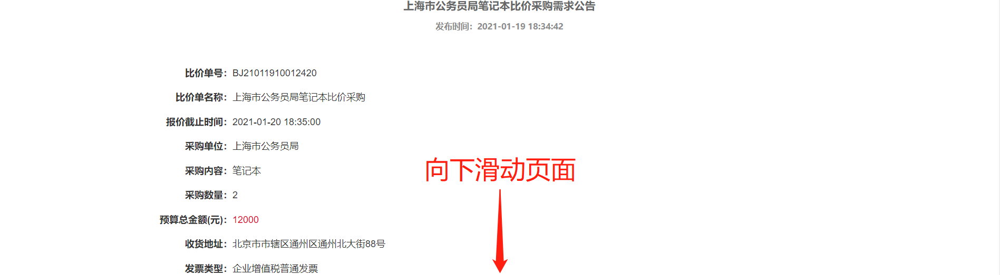 上海市公务员局笔记本比价采购需求公告
发布时间：2021-01-19 18:34:42
比价单号：BJ21011910012420
比价单名称：上海市公务员局笔记本比价采购
报价截止时间：2021-01-20 18:35:00
采购单位：上海市公务员局
采购内容：笔记本
向下滑动页面
采购数量：2
预算总金额(元)：12000
收货地址：北京市市辖区通州区通州北大街88号
发票类型：企业增值税普通发票